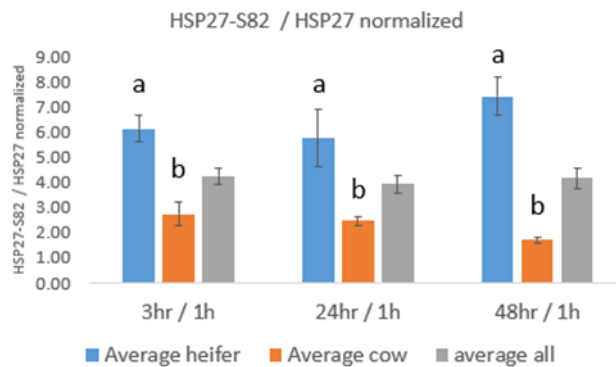 HSP27-S82 / HSP27 normalized
HSP27-S82 / HSP27 normalized
9.00
8.00
7.00
6.00
5.00
4.00
3.00
2.00
1.00
0.00
a
b
a
b
a
b
3hr / 1h
24hr / 1h
48hr / 1h
Average heifer
Average cow
average all